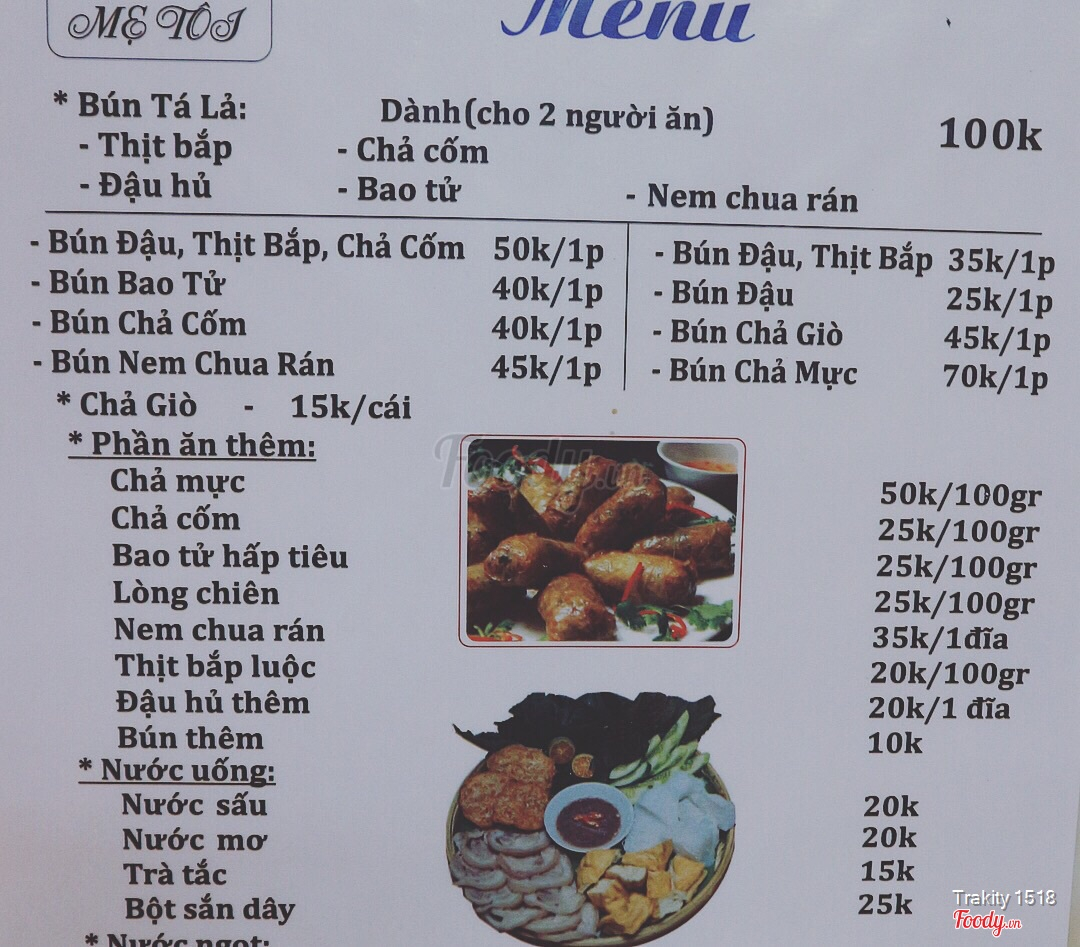 MẸ TÔI
Menu
* Bún Tá Lả: Dành(cho 2 người ăn) 100k
- Thịt bắp - Chả cốm
- Đậu hủ - Bao tử - Nem chua rán
- Bún Đậu, Thịt Bắp, Chả Cốm 50k/1p
- Bún Bao Tử 40k/1p
- Bún Chả Cốm 40k/1p
- Bún Nem Chua Rán 45k/1p
- Bún Đậu, Thịt Bắp 35k/1p
- Bún Đậu 25k/1p
- Bún Chả Giò 45k/1p
- Bún Chả Mực 70k/1p
* Chả Giò - 15k/cái
* Phần ăn thêm:
Chả mực 50k/100gr
Chả cốm 25k/100gr
Bao tử hấp tiêu 25k/100gr
Lòng chiên 25k/100gr
Nem chua rán 35k/1đĩa
Thịt bắp luộc 20k/100gr
Đậu hủ thêm 20k/1 đĩa
Bún thêm 10k
* Nước uống:
Nước sấu 20k
Nước mơ 20k
Trà tắc 15k
Bột sắn dây 25k
* Nước ngọt:
Foody.vn
Trakity 1518
Foody.vn